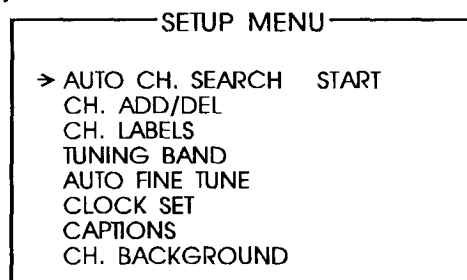 SETUP MENU
→ AUTO CH. SEARCH START
CH. ADD/DEL
CH. LABELS
TUNING BAND
AUTO FINE TUNE
CLOCK SET
CAPTIONS
CH. BACKGROUND